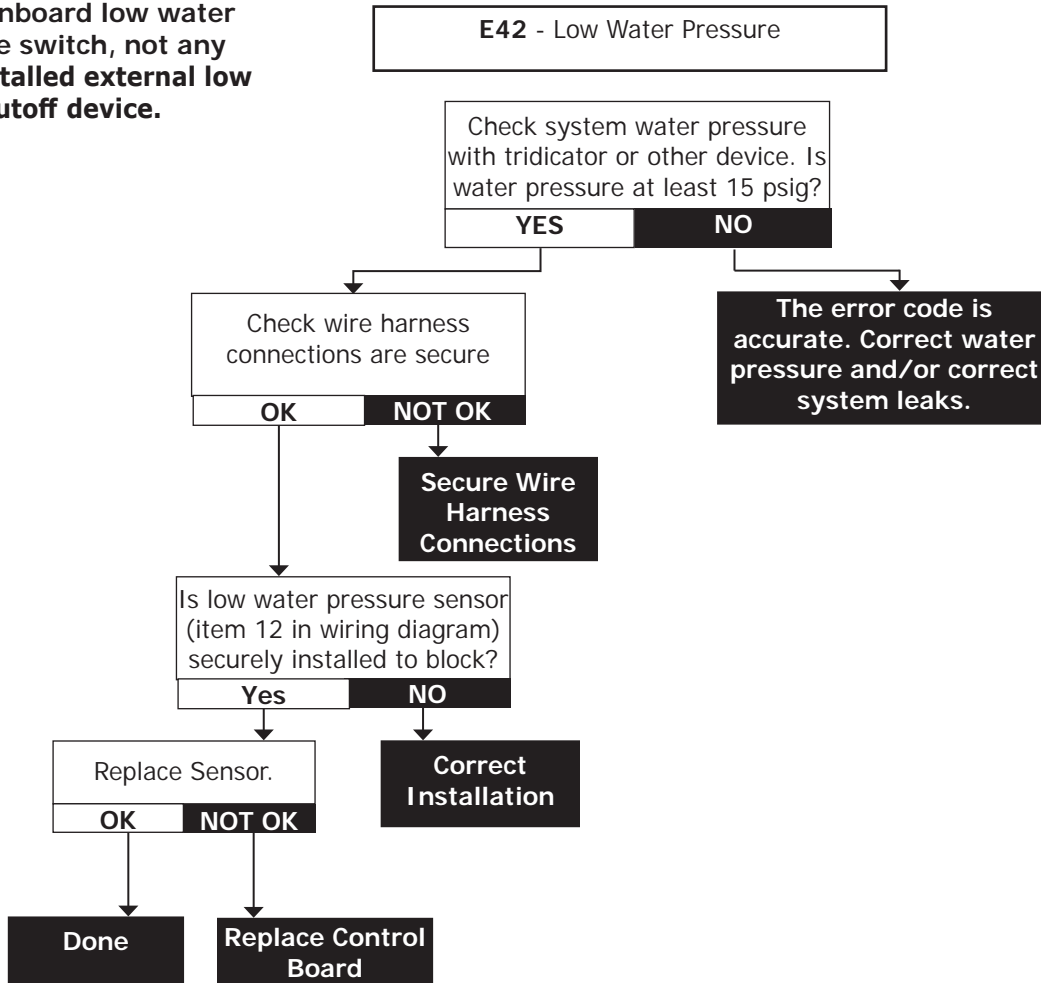 nboard low water
e switch, not any
talled external low
utoff device.
E42 - Low Water Pressure
Check system water pressure
with tridicator or other device. Is
water pressure at least 15 psig?
YES NO
Check wire harness
connections are secure
OK NOT OK
The error code is
accurate. Correct water
pressure and/or correct
system leaks.
Secure Wire
Harness
Connections
Is low water pressure sensor
(item 12 in wiring diagram)
securely installed to block?
Yes NO
Replace Sensor.
OK NOT OK
Correct
Installation
Done
Replace Control
Board